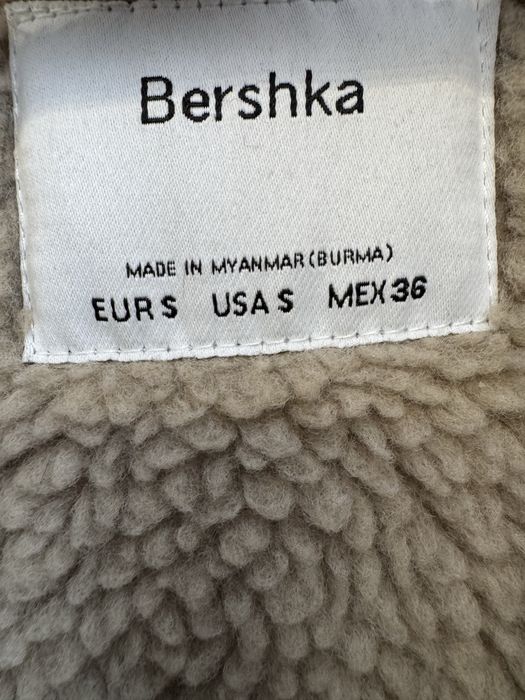 Bershka
MADE IN MYANMAR (BURMA)
EUR S USA S MEX 36